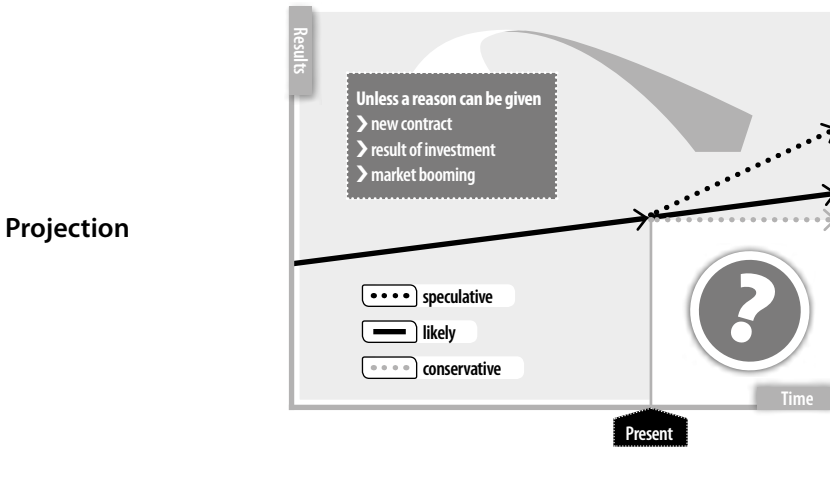 Projection
Results
Unless a reason can be given
❯ new contract
❯ result of investment
❯ market booming
speculative
likely
conservative
?
Time
Present